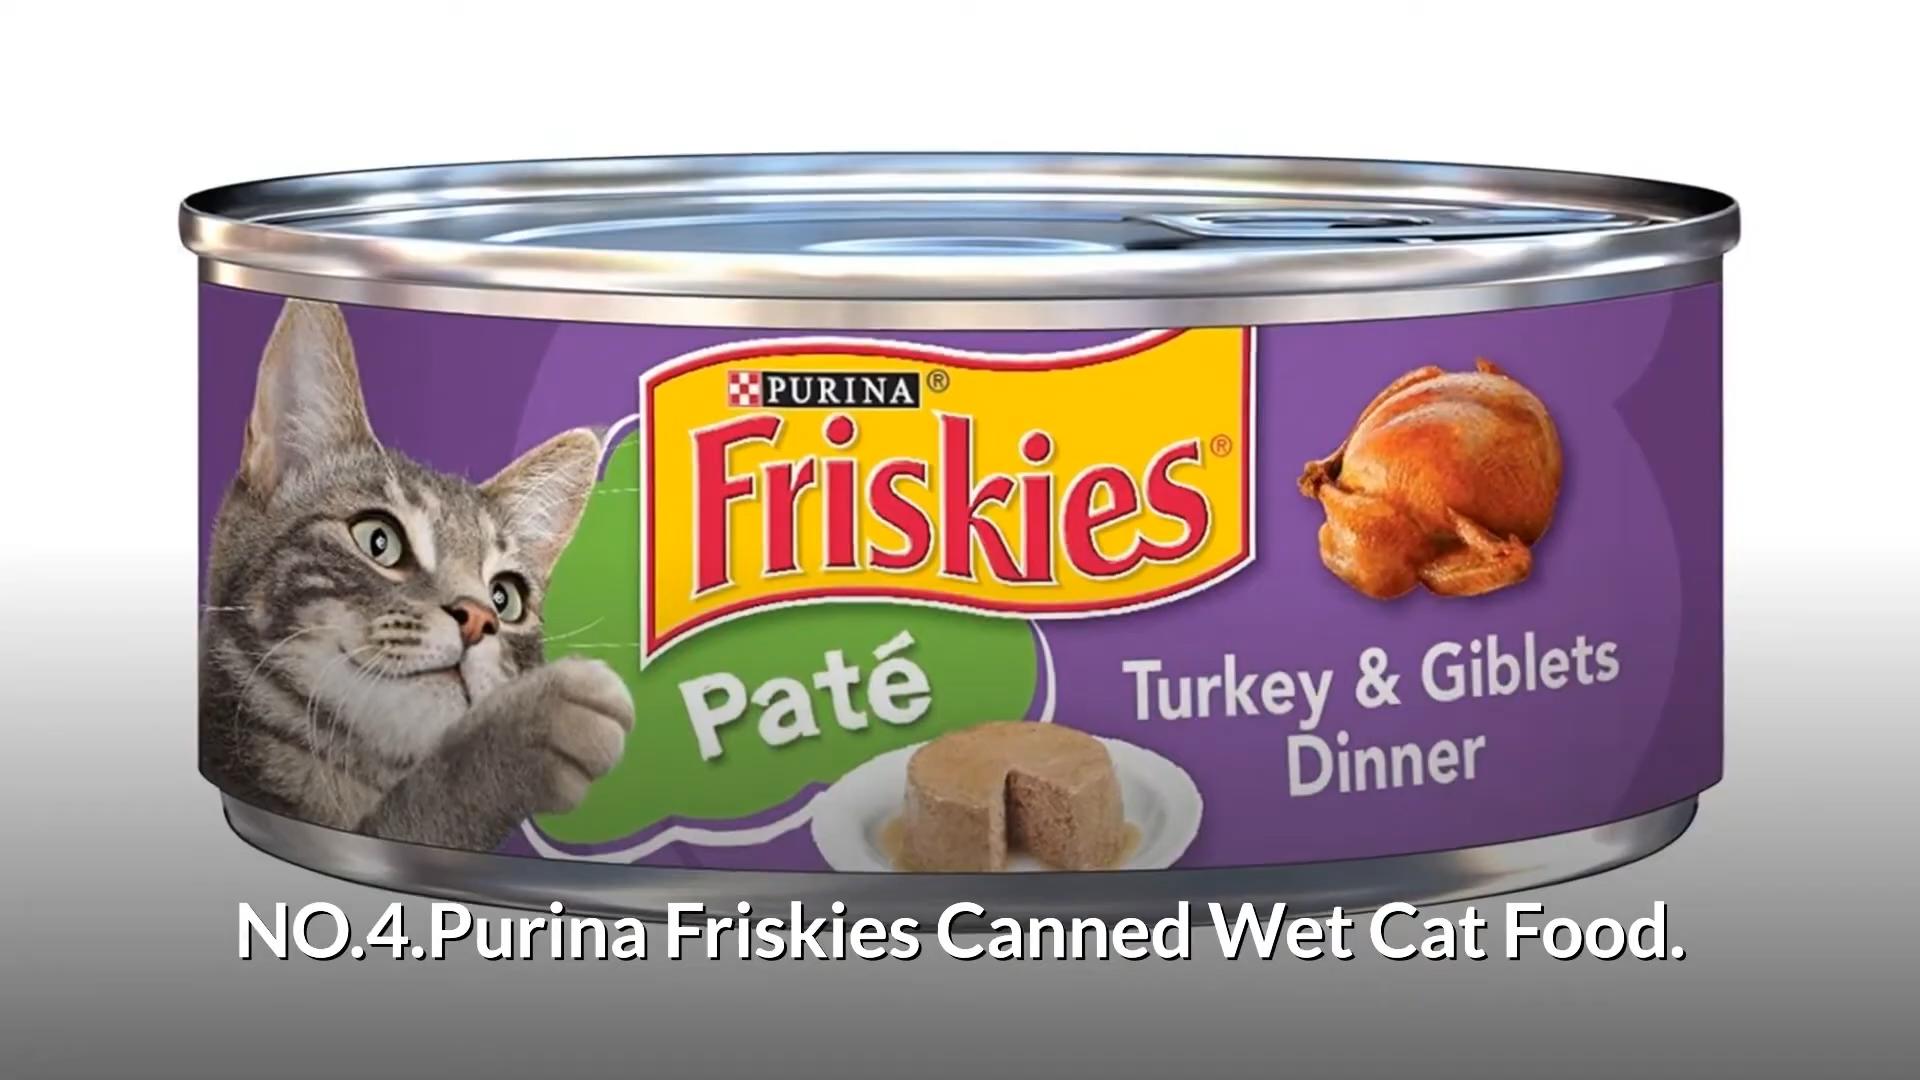 PURINA®
Friskies®
Paté
Turkey & Giblets
Dinner
NO.4.Purina Friskies Canned Wet Cat Food.